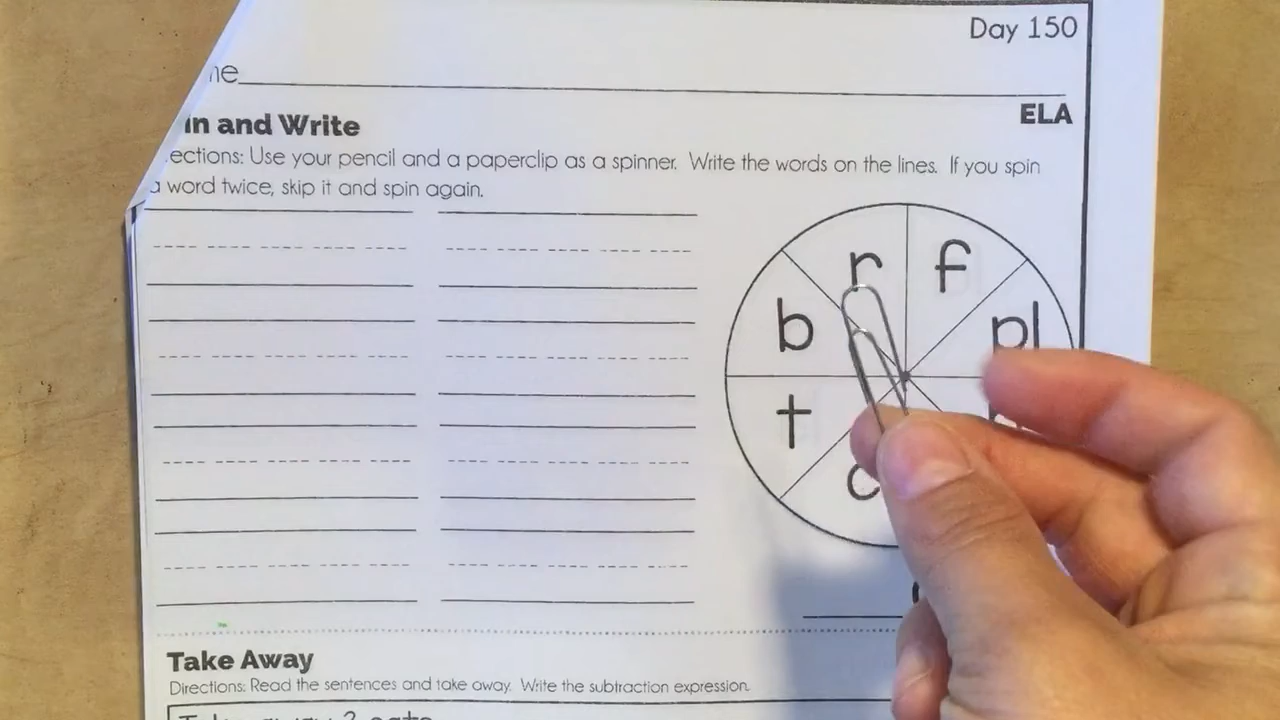 Day 150
ELA
in and Write
ections: Use your pencil and a paperclip as a spinner. Write the words on the lines. If you spin
a word twice, skip it and spin again.
r f
b pl
t
c
Take Away
Directions: Read the sentences and take away. Write the subtraction expression.